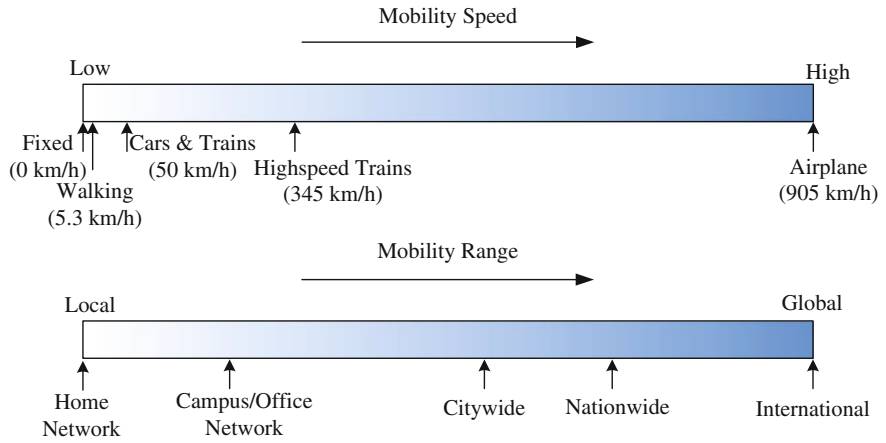 Mobility Speed
Low
High
Fixed
(0 km/h)
Walking
(5.3 km/h)
Cars & Trains
(50 km/h)
Highspeed Trains
(345 km/h)
Airplane
(905 km/h)
Mobility Range
Local
Global
Home
Network
Campus/Office
Network
Citywide
Nationwide
International